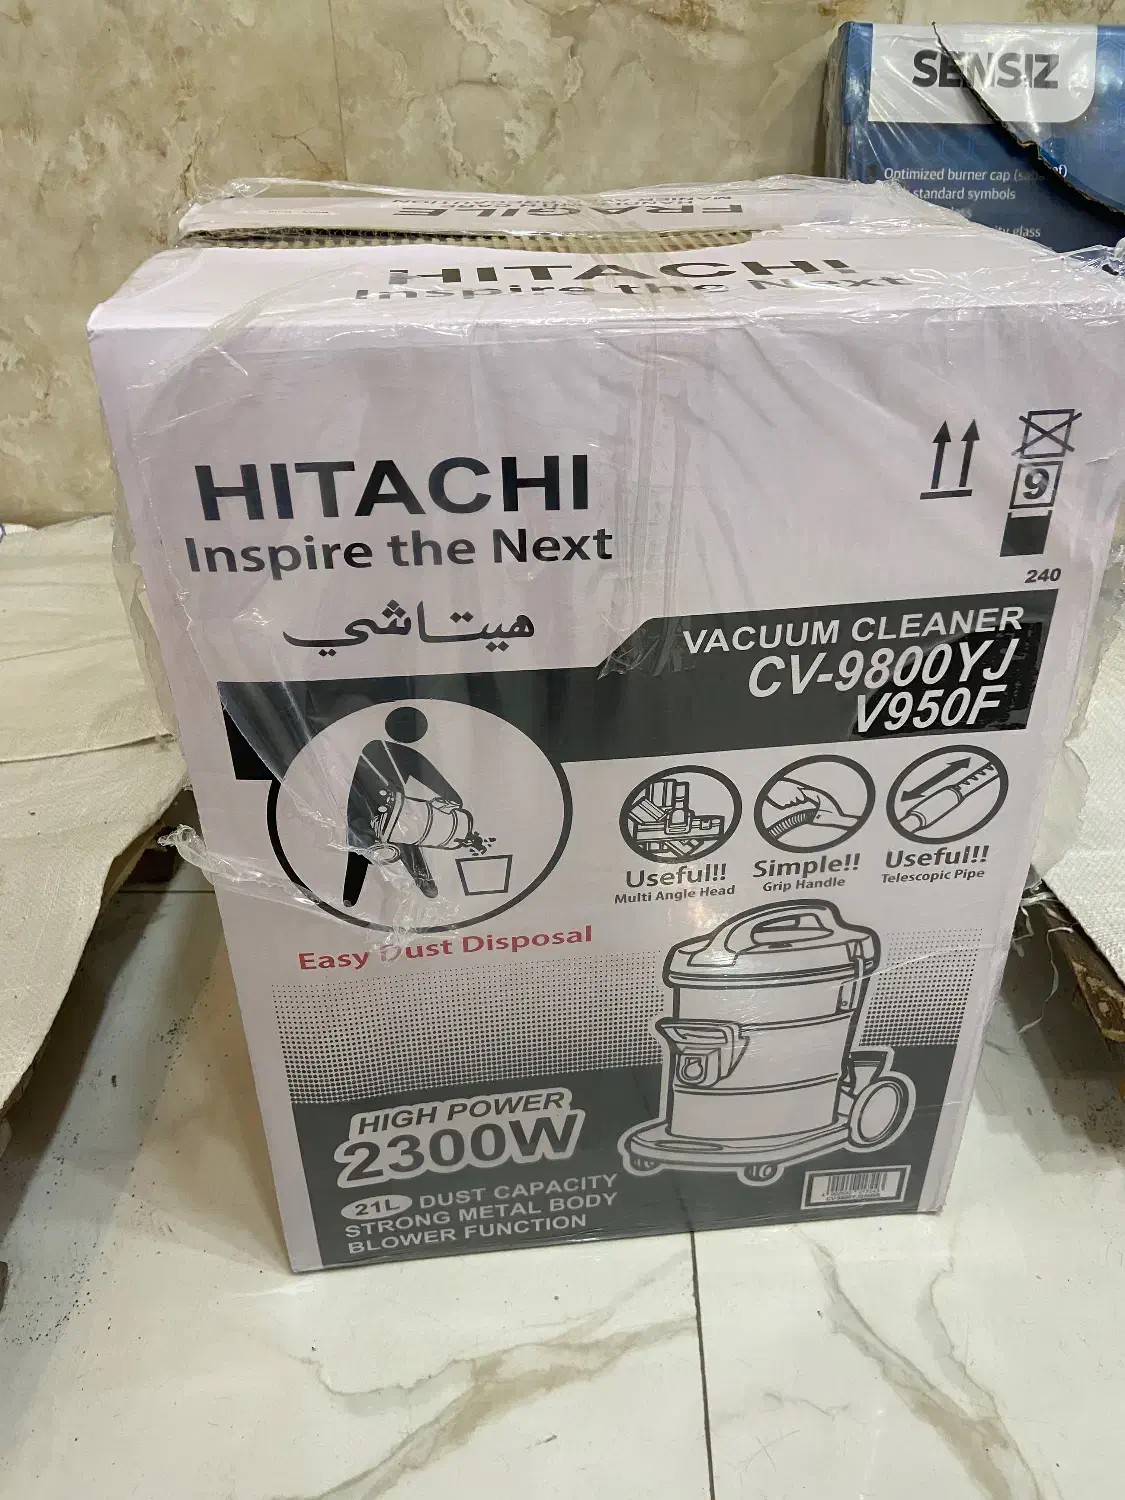 SENSIZ
Optimized burner cap
standard symbols
glass
FRAGILE
HITACHI
Inspire the Next
HITACHI
Inspire the Next
هيتاشي
9
240
VACUUM CLEANER
CV-9800YJ
V950F
Useful!!
Multi Angle Head
Simple!!
Grip Handle
Useful!!
Telescopic Pipe
Easy Dust Disposal
HIGH POWER
2300W
21L DUST CAPACITY
STRONG METAL BODY
BLOWER FUNCTION